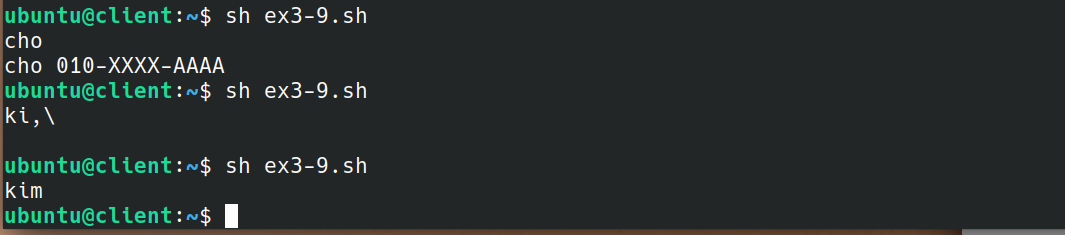 ubuntu@client:~$ sh ex3-9.sh
cho
cho 010-XXXX-AAAA
ubuntu@client:~$ sh ex3-9.sh
ki,\
ubuntu@client:~$ sh ex3-9.sh
kim
ubuntu@client:~$